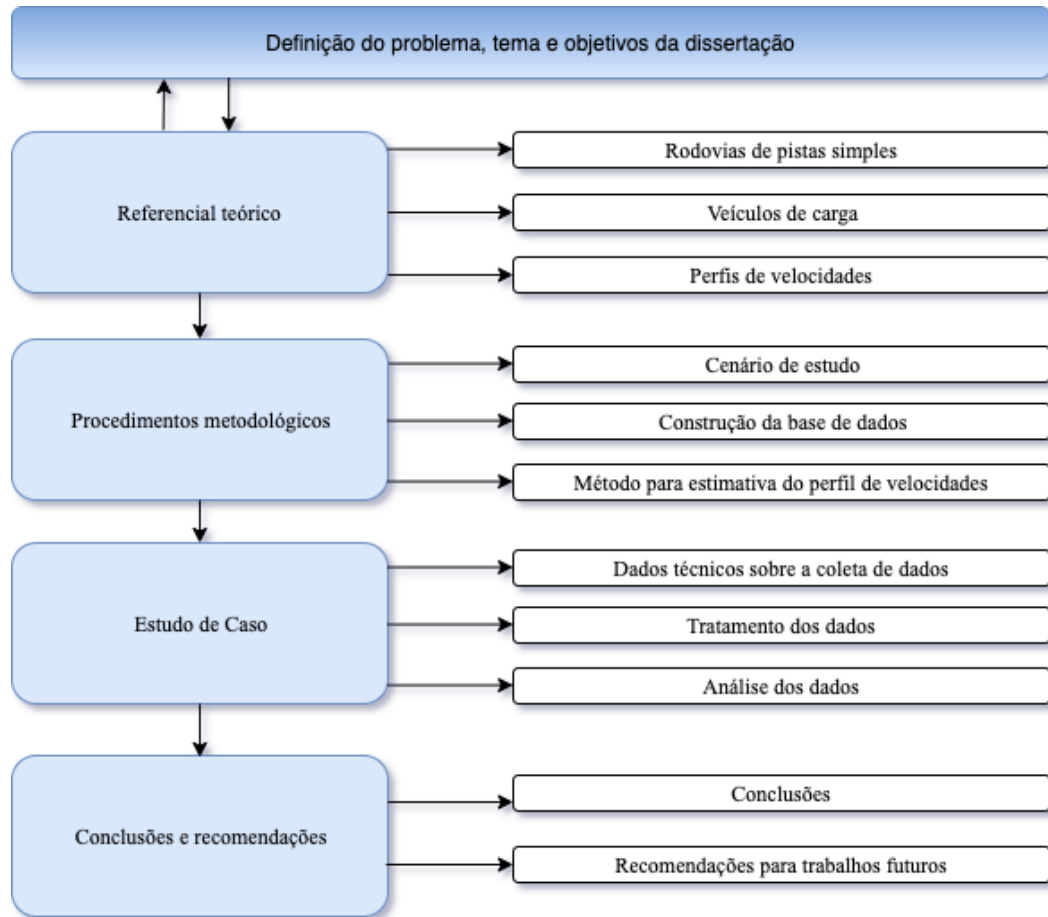 Definição do problema, tema e objetivos da dissertação
Referencial teórico
Rodovias de pistas simples
Veículos de carga
Perfis de velocidades
Procedimentos metodológicos
Cenário de estudo
Construção da base de dados
Método para estimativa do perfil de velocidades
Estudo de Caso
Dados técnicos sobre a coleta de dados
Tratamento dos dados
Análise dos dados
Conclusões e recomendações
Conclusões
Recomendações para trabalhos futuros